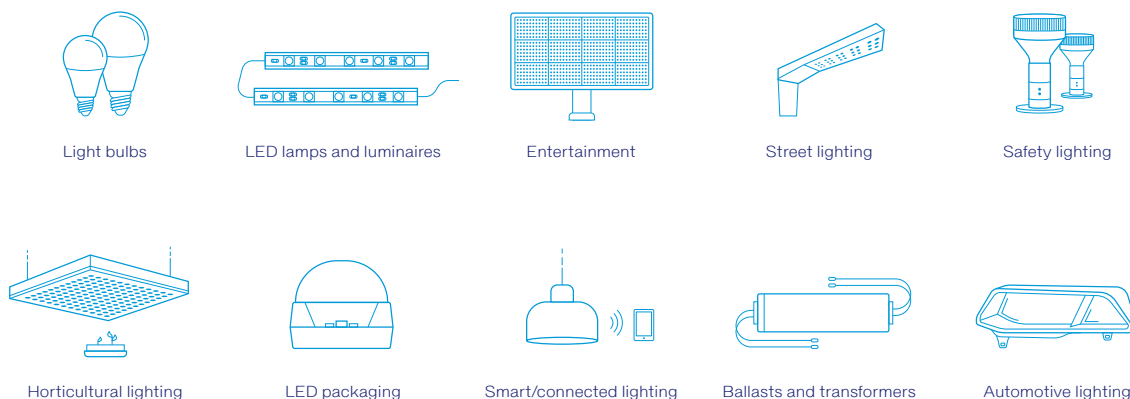 Light bulbs
LED lamps and luminaires
Entertainment
Street lighting
Safety lighting
Horticultural lighting
LED packaging
Smart/connected lighting
Ballasts and transformers
Automotive lighting